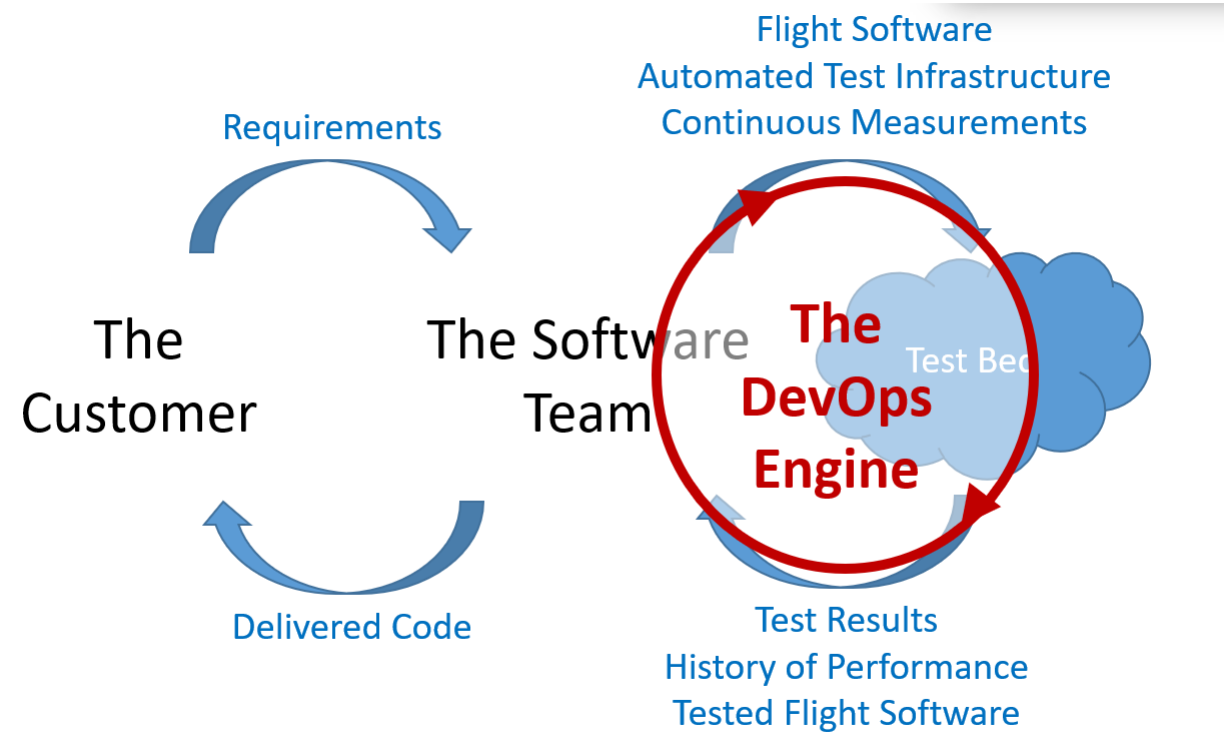 Flight Software
Automated Test Infrastructure
Continuous Measurements
Requirements
The
Customer
The Software
Team
The
DevOps
Engine
Test Bed
Delivered Code
Test Results
History of Performance
Tested Flight Software